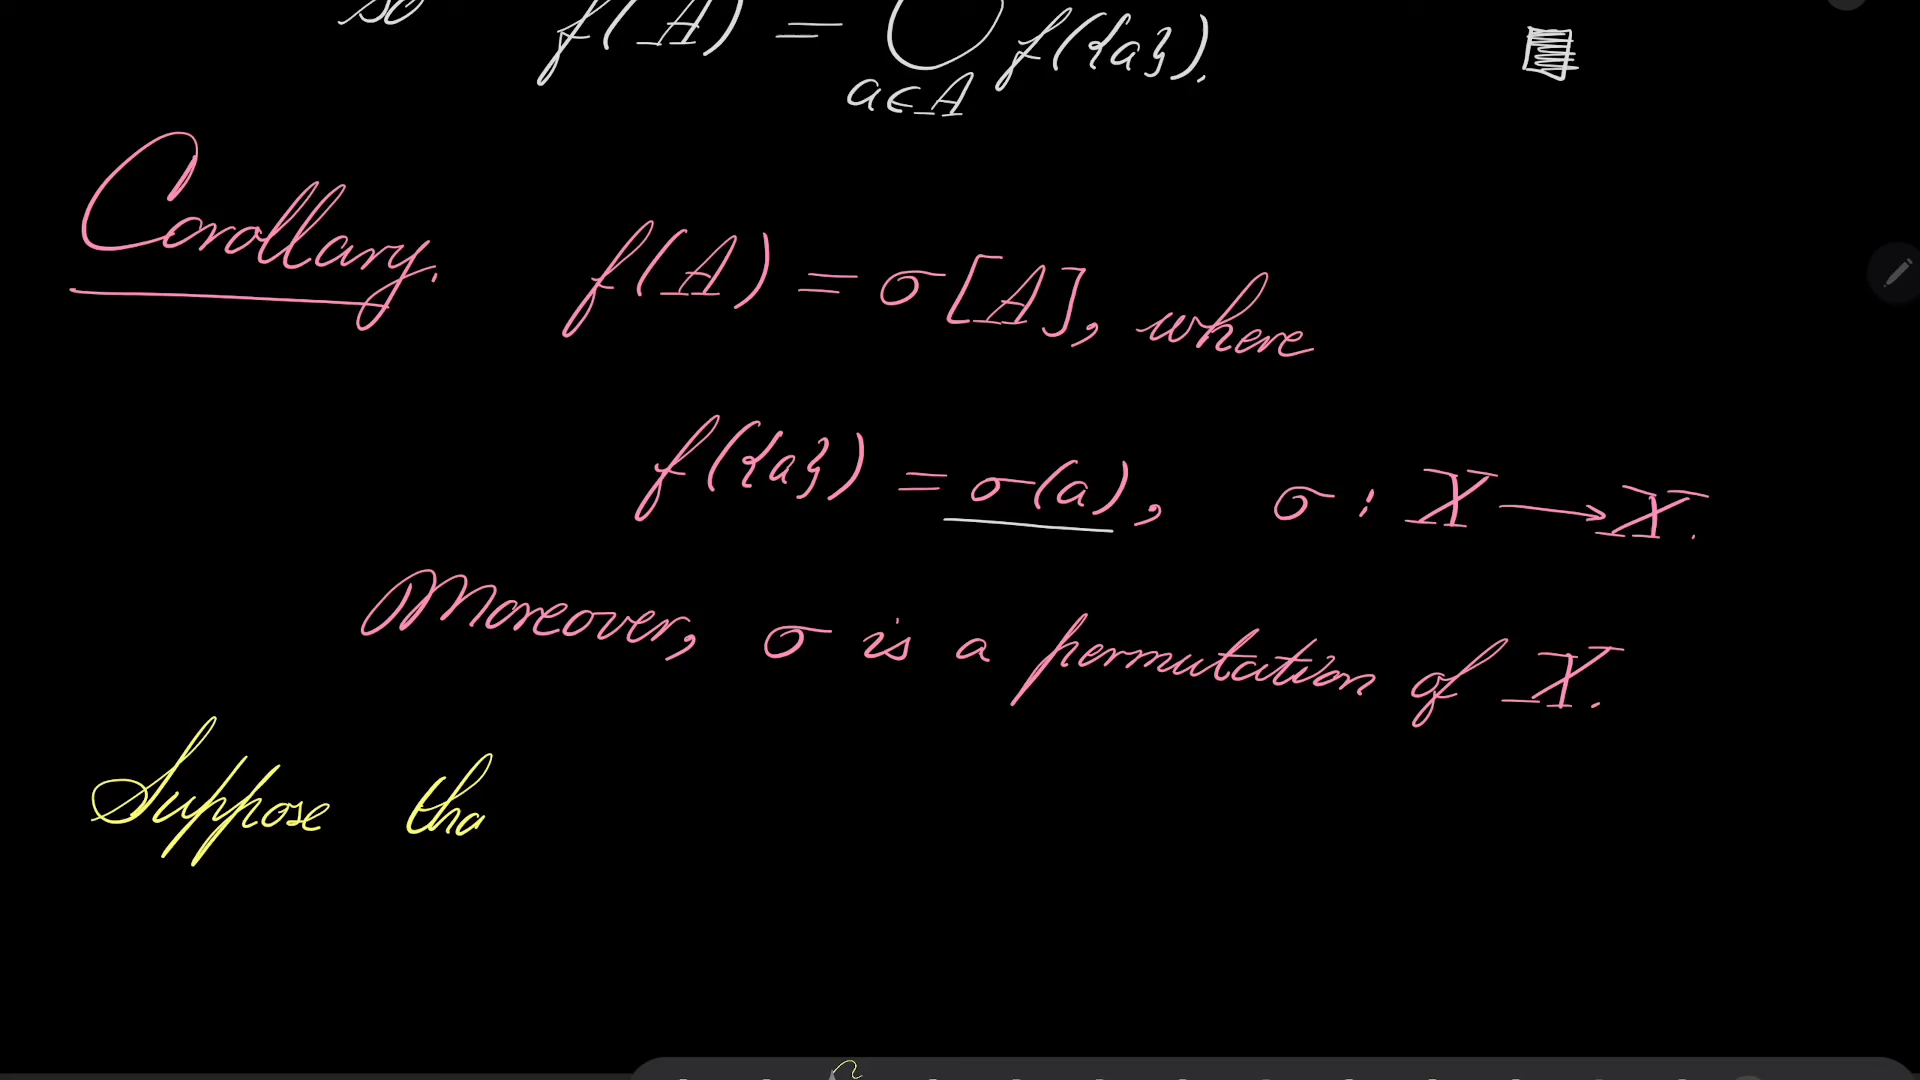 so f(A) = ⋃ f({a}).
a∈A
Corollary. f(A) = σ[A], where
f({a}) = σ(a), σ : X ⟶ X.
Moreover, σ is a permutation of X.
Suppose tha